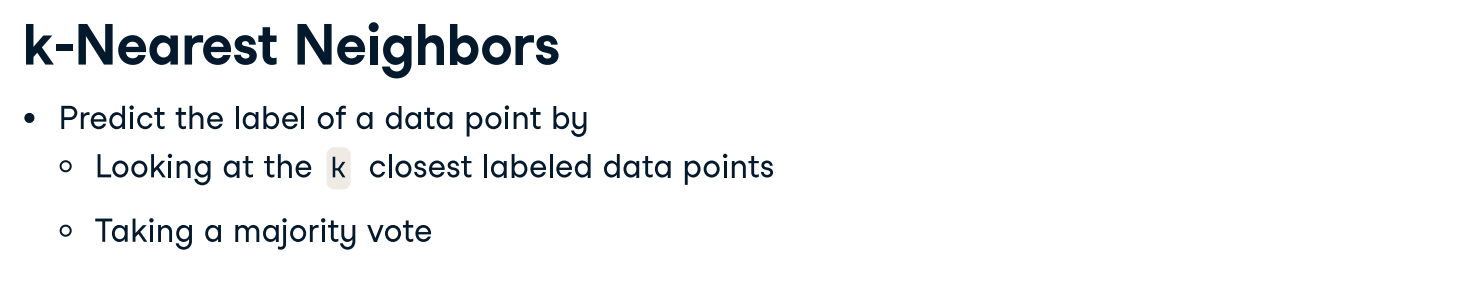 k-Nearest Neighbors
• Predict the label of a data point by
○ Looking at the k closest labeled data points
○ Taking a majority vote